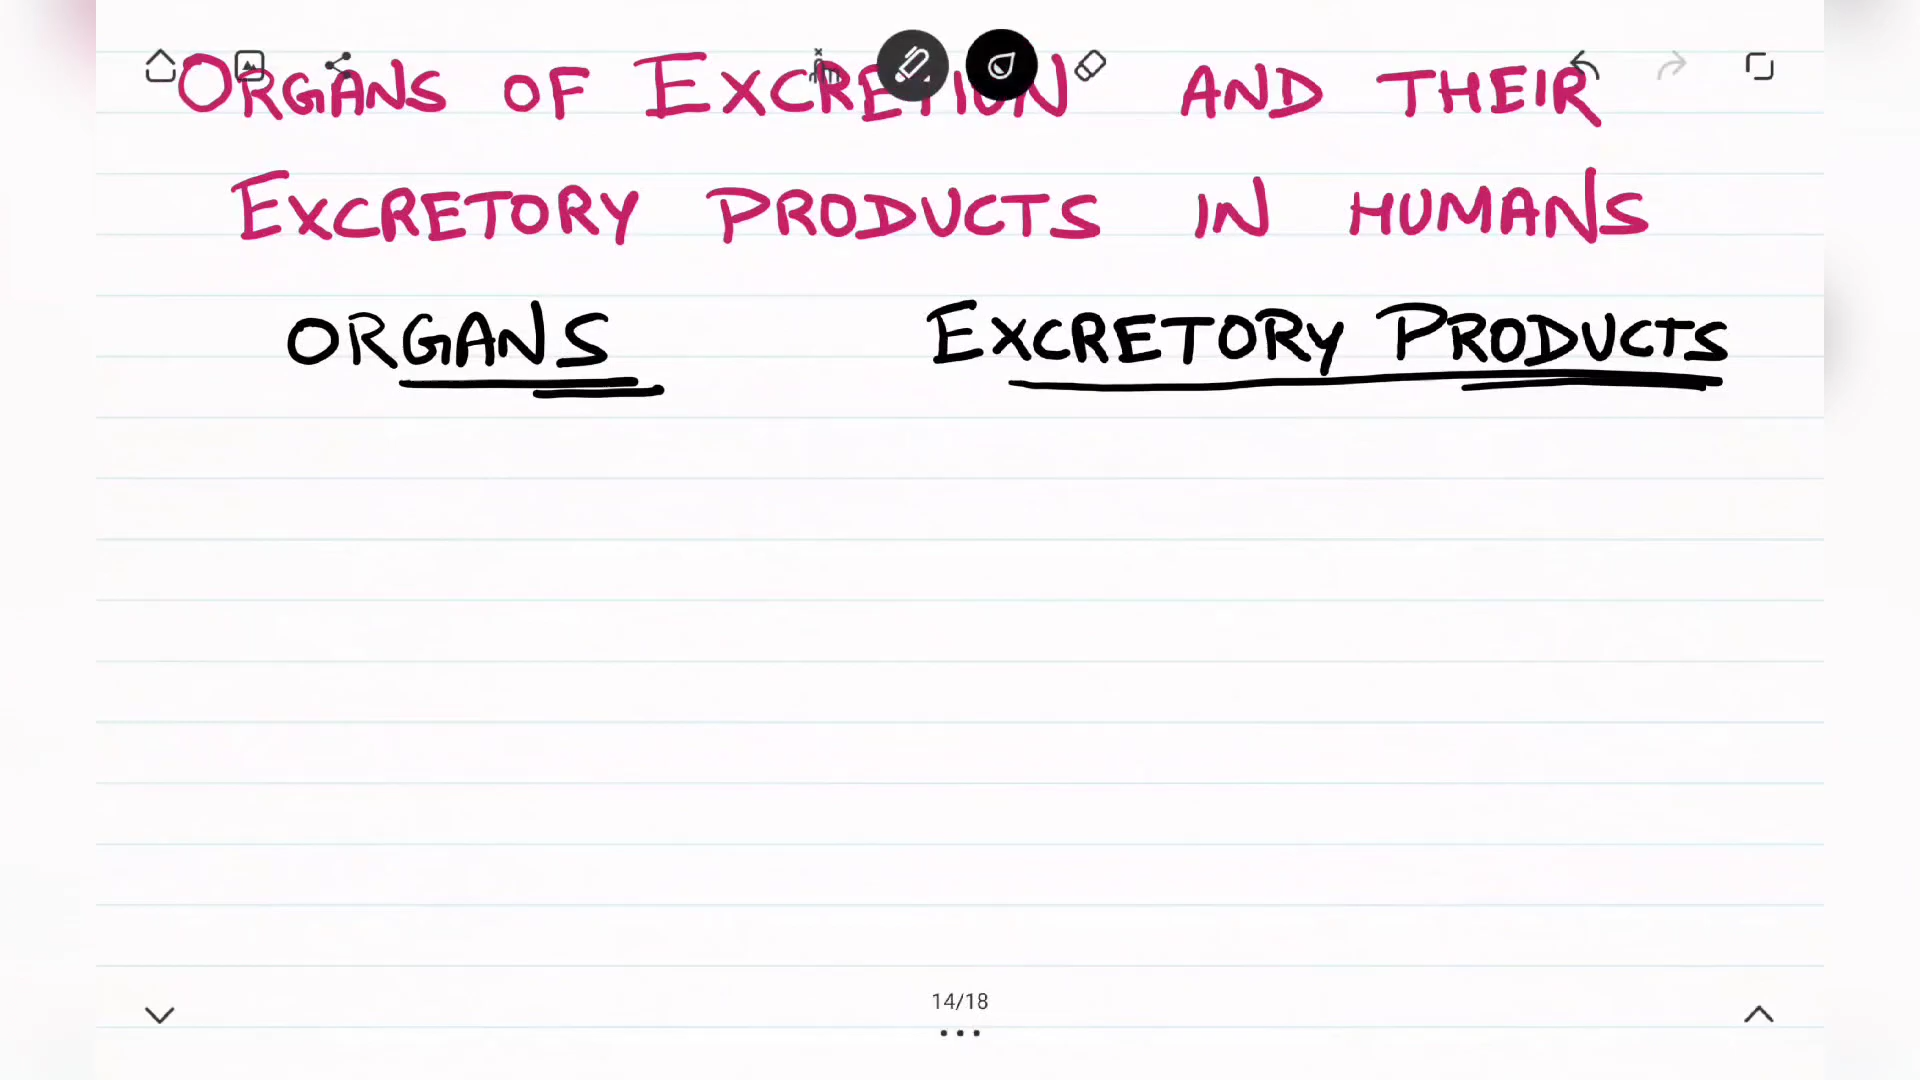 ORGANS OF EXCRETION AND THEIR
EXCRETORY PRODUCTS IN HUMANS
ORGANS EXCRETORY PRODUCTS
14/18